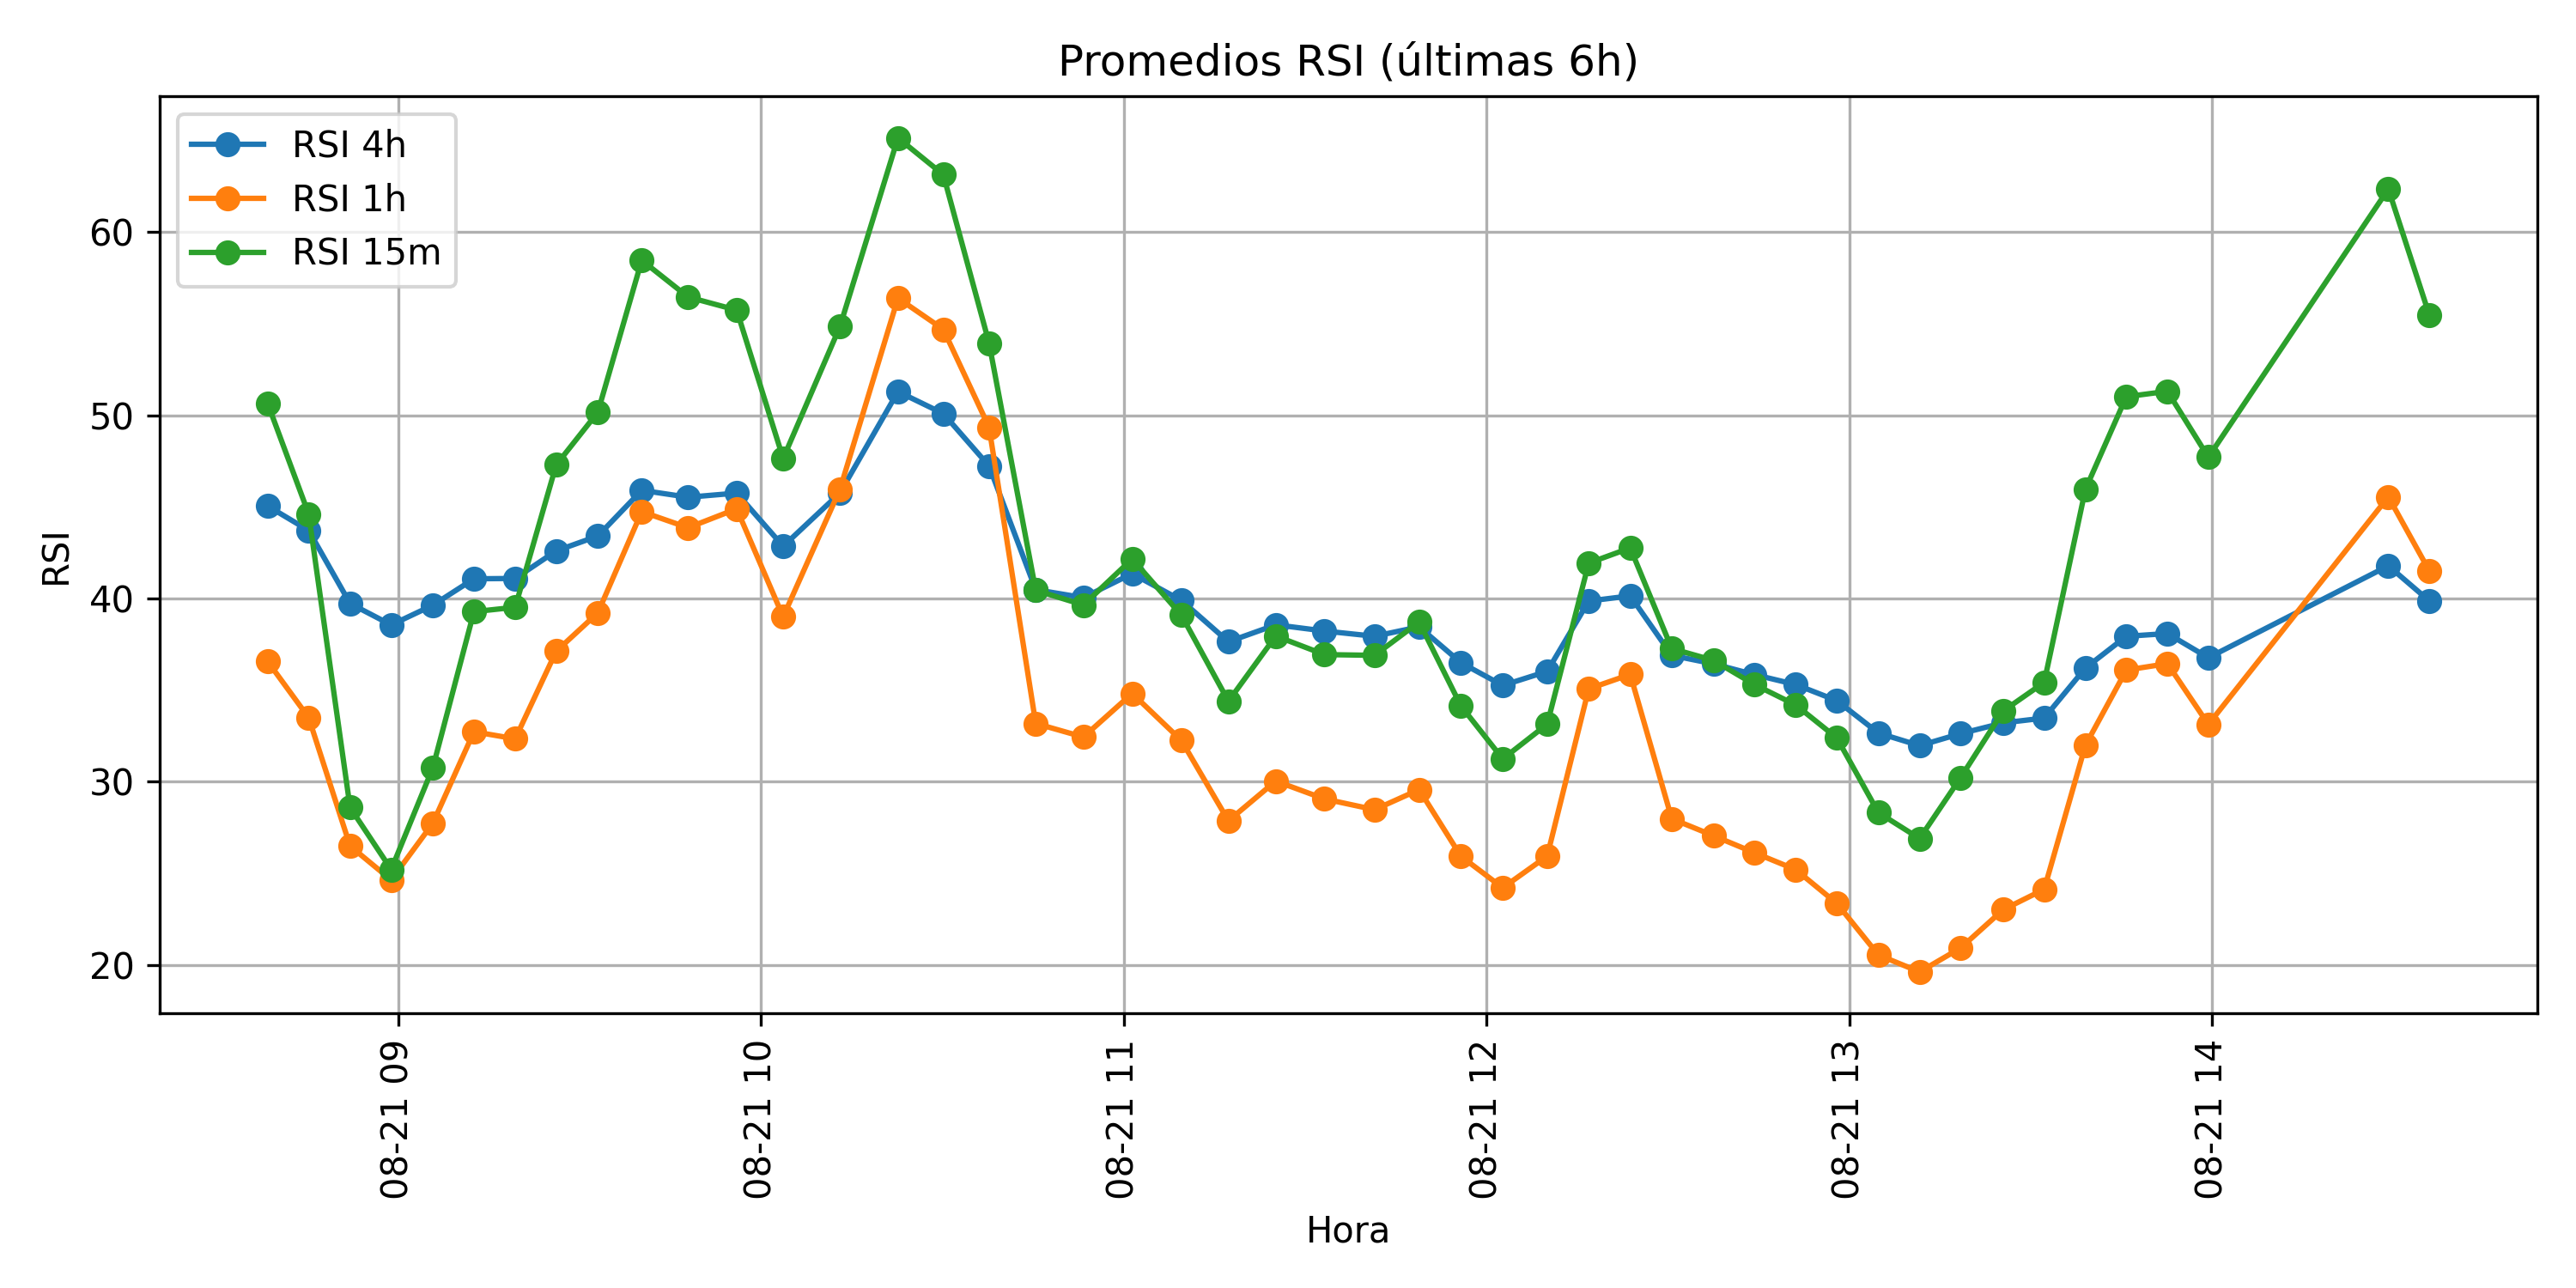 Promedios RSI (últimas 6h)
RSI 4h
RSI 1h
RSI 15m
RSI
60
50
40
30
20
08-21 09
08-21 10
08-21 11
08-21 12
08-21 13
08-21 14
Hora